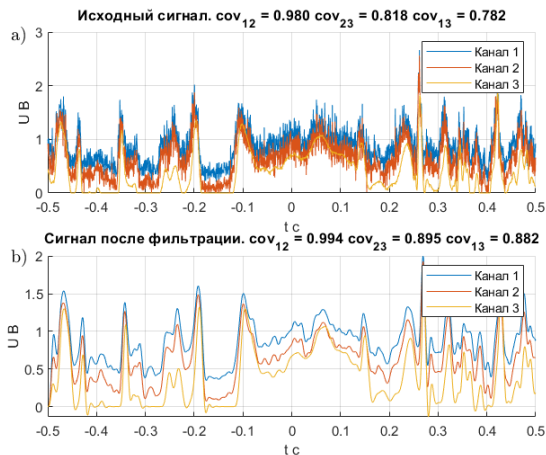 Исходный сигнал. cov12 = 0.980 cov23 = 0.818 cov13 = 0.782
a)
3
2
1
0
U В
Канал 1
Канал 2
Канал 3
-0.5 -0.4 -0.3 -0.2 -0.1 0 0.1 0.2 0.3 0.4 0.5
t c
Сигнал после фильтрации. cov12 = 0.994 cov23 = 0.895 cov13 = 0.882
b)
2
1.5
1
0.5
0
U В
Канал 1
Канал 2
Канал 3
-0.5 -0.4 -0.3 -0.2 -0.1 0 0.1 0.2 0.3 0.4 0.5
t c